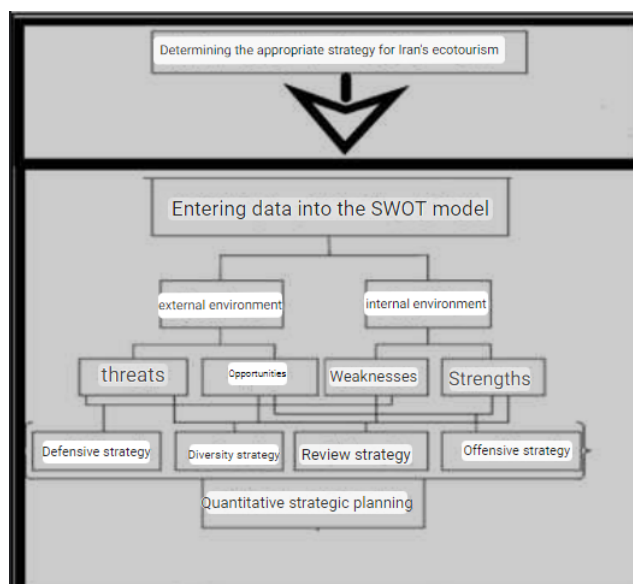 Determining the appropriate strategy for Iran's ecotourism
Entering data into the SWOT model
external environment
internal environment
threats
Opportunities
Weaknesses
Strengths
Defensive strategy
Diversity strategy
Review strategy
Offensive strategy
Quantitative strategic planning